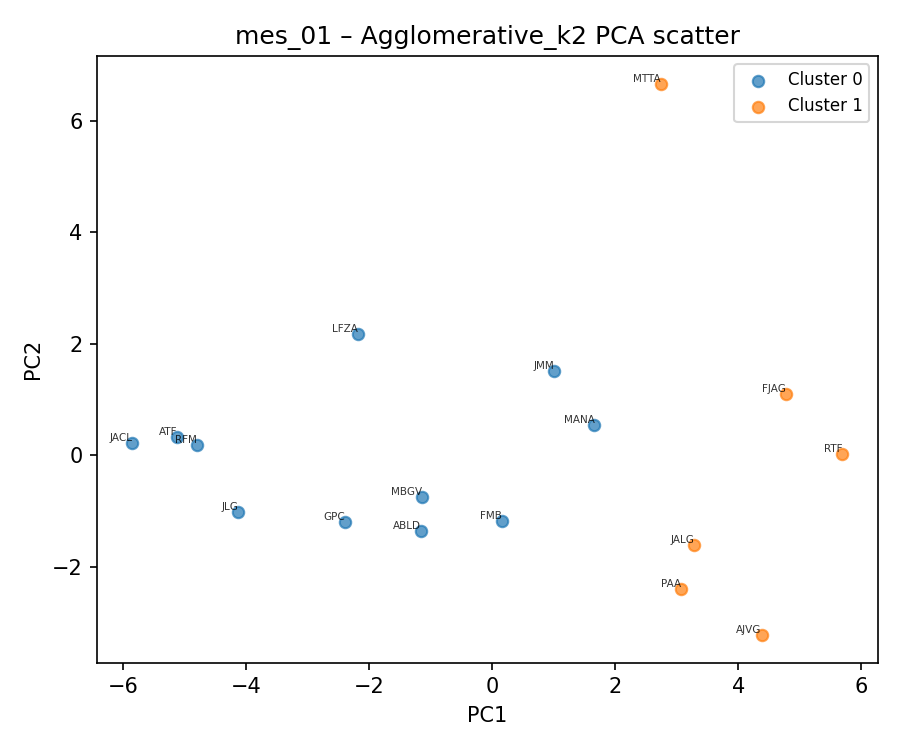 mes_01 – Agglomerative_k2 PCA scatter
Cluster 0
Cluster 1
MTTA
LFZA
JMM
FJAG
MANA
JACL
ATF
RFM
RTF
JLG
MBGV
GPC
ABLD
FMB
JALG
PAA
AJVG
6
4
2
0
−2
PC2
−6
−4
−2
0
2
4
6
PC1